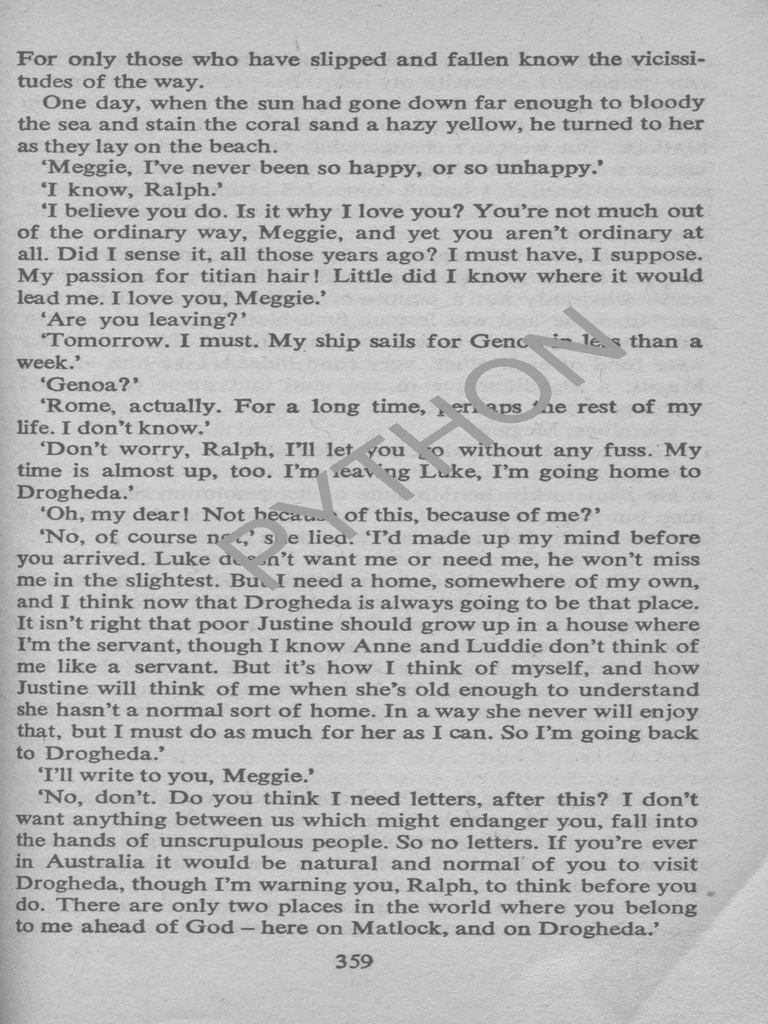 For only those who have slipped and fallen know the vicissi-
tudes of the way.
One day, when the sun had gone down far enough to bloody
the sea and stain the coral sand a hazy yellow, he turned to her
as they lay on the beach.
‘Meggie, I’ve never been so happy, or so unhappy.’
‘I know, Ralph.’
‘I believe you do. Is it why I love you? You’re not much out
of the ordinary way, Meggie, and yet you aren’t ordinary at
all. Did I sense it, all those years ago? I must have, I suppose.
My passion for titian hair! Little did I know where it would
lead me. I love you, Meggie.’
‘Are you leaving?’
‘Tomorrow. I must. My ship sails for Genoa in less than a
week.’
‘Genoa?’
‘Rome, actually. For a long time, perhaps the rest of my
life. I don’t know.’
‘Don’t worry, Ralph, I’ll let you go without any fuss. My
time is almost up, too. I’m leaving Luke, I’m going home to
Drogheda.’
‘Oh, my dear! Not because of this, because of me?’
‘No, of course not,’ she lied. ‘I’d made up my mind before
you arrived. Luke doesn’t want me or need me, he won’t miss
me in the slightest. But I need a home, somewhere of my own,
and I think now that Drogheda is always going to be that place.
It isn’t right that poor Justine should grow up in a house where
I’m the servant, though I know Anne and Luddie don’t think of
me like a servant. But it’s how I think of myself, and how
Justine will think of me when she’s old enough to understand
she hasn’t a normal sort of home. In a way she never will enjoy
that, but I must do as much for her as I can. So I’m going back
to Drogheda.’
‘I’ll write to you, Meggie.’
‘No, don’t. Do you think I need letters, after this? I don’t
want anything between us which might endanger you, fall into
the hands of unscrupulous people. So no letters. If you’re ever
in Australia it would be natural and normal of you to visit
Drogheda, though I’m warning you, Ralph, to think before you
do. There are only two places in the world where you belong
to me ahead of God – here on Matlock, and on Drogheda.’
359
PYTHON